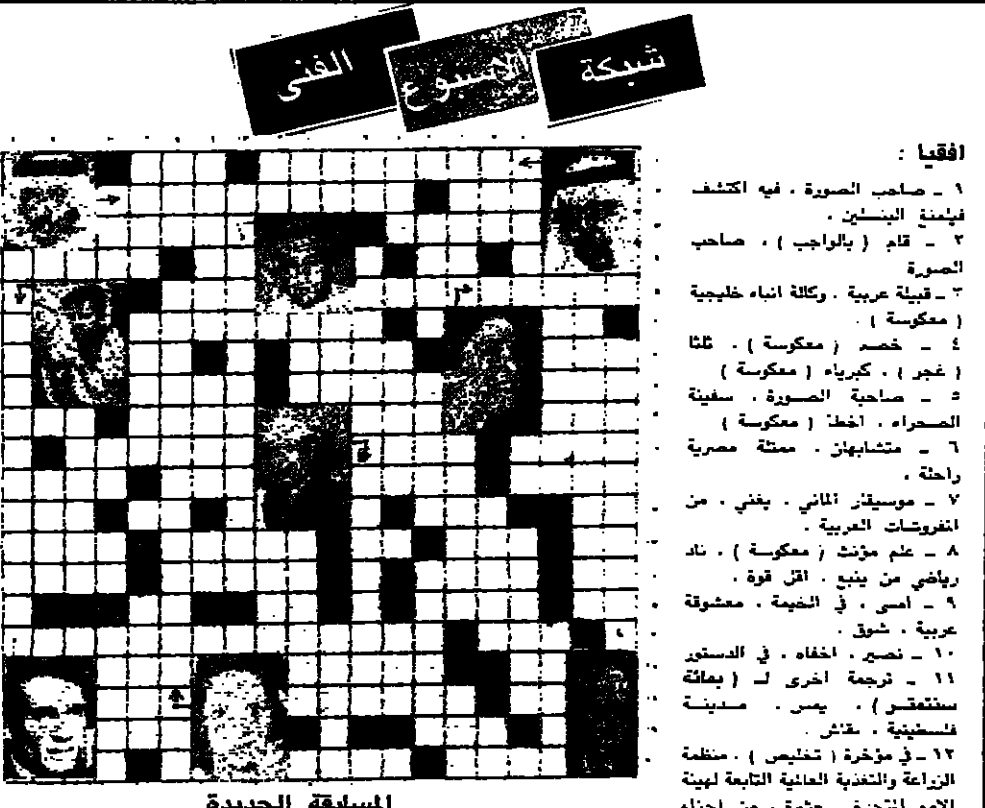 شبكة
الاسبوع
الفنى
افقيا :
١ ـ صاحب الصورة . فيه اكتشف
فيلمنغ البنسلين .
٢ ـ قام ( بالواجب ) . صاحب
الصورة
٣ ـ قبيلة عربية . وكالة انباء خليجية
( معكوسة ) .
٤ ـ خصم ( معكوسة ) . ثلثا
( غجر ) . كبرياء ( معكوسة )
٥ ـ صاحبة الصورة . سفينة
الصحراء . اخطأ ( معكوسة )
٦ ـ متشابهان . ممثلة مصرية
راحلة .
٧ ـ موسيقار الماني . يغني . من
المفروشات العربية .
٨ ـ علم مؤنث ( معكوسة ) . ناد
رياضي من ينبع . اقل قوة .
٩ ـ امسى . في الخيمة . معشوقة
عربية . شوق .
١٠ ـ نصير . اخفاه . في الدستور
١١ ـ ترجمة اخرى لـ ( بمائة
سنتمتر ) . يمس . مدينة
فلسطينية . نقاش .
١٢ ـ في مؤخرة ( تخليص ) . منظمة
الزراعة والتغذية العالمية التابعة لهيئة
المسابقة الجديدة